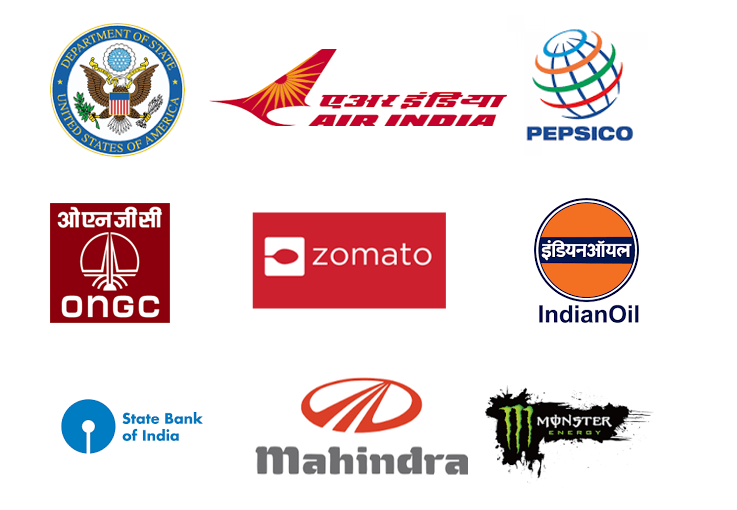 DEPARTMENT OF STATE
UNITED STATES OF AMERICA
एअर इंडिया
AIR INDIA
PEPSICO
ओएनजीसी
ONGC
zomato
इंडियनऑयल
IndianOil
State Bank
of India
Mahindra
MONSTER
ENERGY